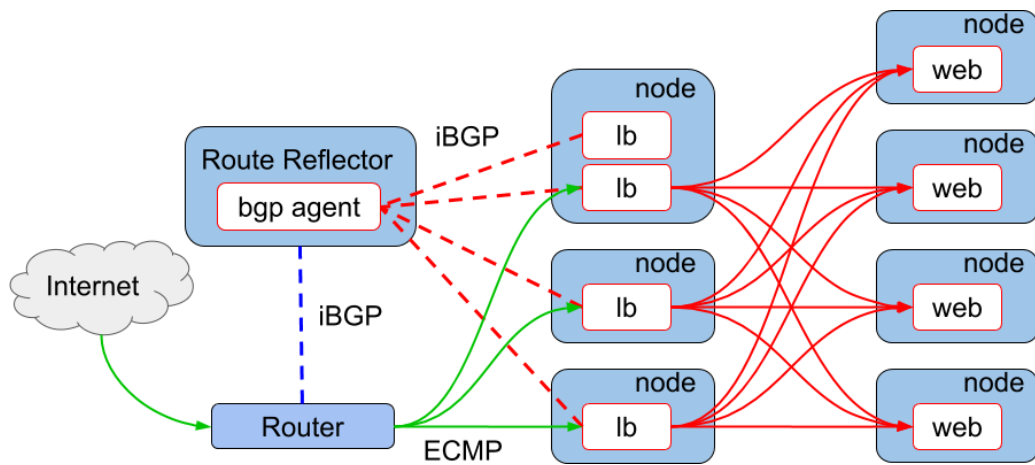 node
web
node
iBGP
lb
Route Reflector
lb
bgp agent
node
web
Internet
iBGP
node
lb
node
web
node
lb
node
web
Router
ECMP